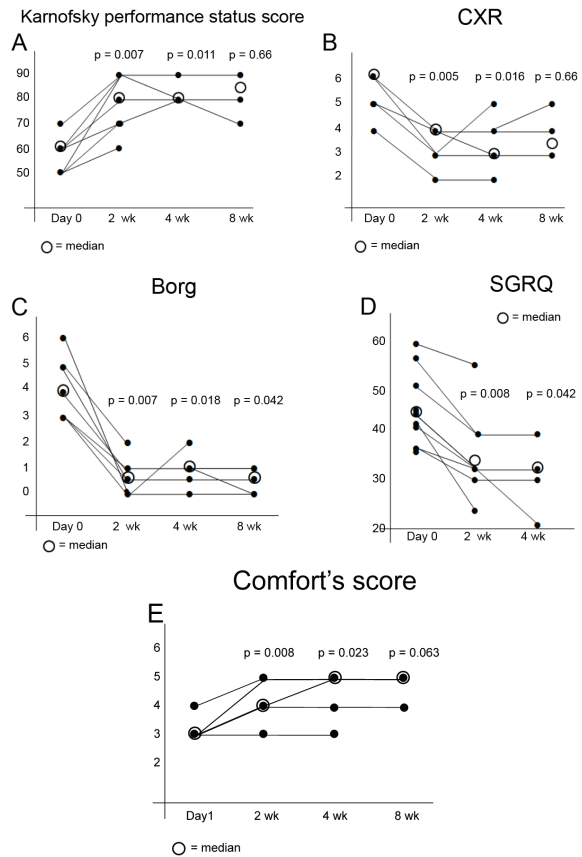 Karnofsky performance status score
A
p = 0.007 p = 0.011 p = 0.66
90
80
70
60
50
Day 0 2 wk 4 wk 8 wk
= median
CXR
B
p = 0.005 p = 0.016 p = 0.66
6
5
4
3
2
Day 0 2 wk 4 wk 8 wk
= median
Borg
C
6
5
4
3
2
1
0
p = 0.007 p = 0.018 p = 0.042
Day 0 2 wk 4 wk 8 wk
= median
SGRQ
D
= median
60
50
40
30
20
p = 0.008 p = 0.042
Day 0 2 wk 4 wk
Comfort's score
E
6
5
4
3
2
p = 0.008 p = 0.023 p = 0.063
Day1 2 wk 4 wk 8 wk
= median